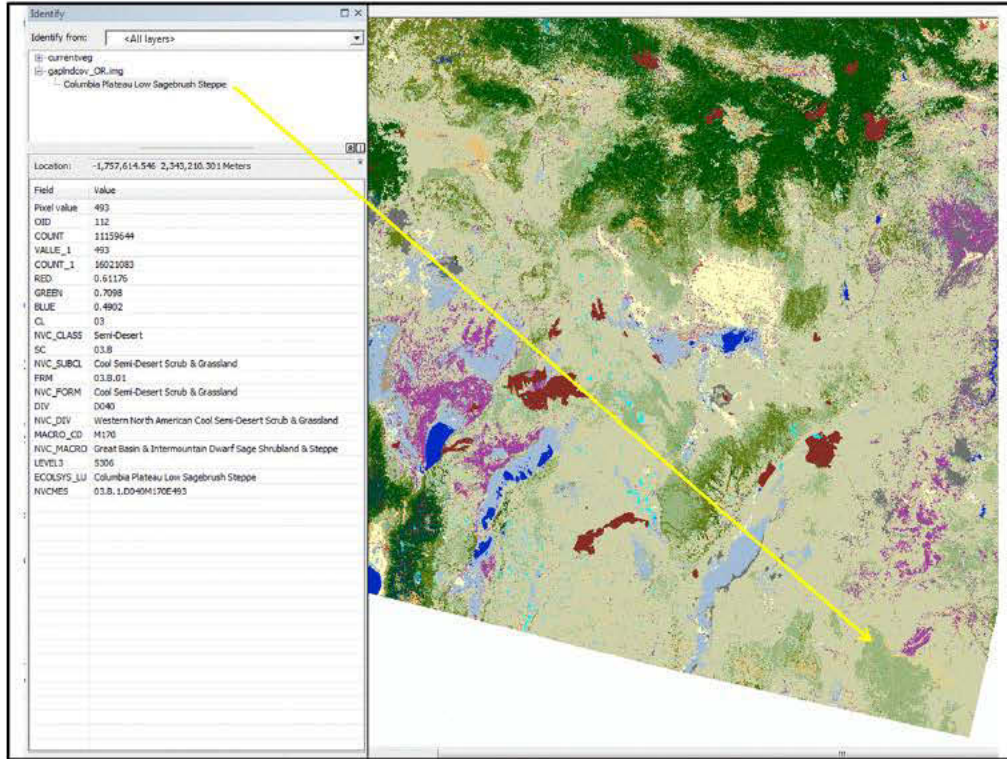 Identify
Identify from: <All layers>
currentveg
gaplndcov_OR.img
Columbia Plateau Low Sagebrush Steppe
Location: -1,757,614.546 2,343,210.301 Meters
Field Value
Pixel value 493
OID 112
COUNT 11159644
VALUE_1 493
COUNT_1 16021083
RED 0.61176
GREEN 0.7098
BLUE 0.4902
CL 03
NVC_CLASS Semi-Desert
SC 03.B
NVC_SUBCL Cool Semi-Desert Scrub & Grassland
FRM 03.B.01
NVC_FORM Cool Semi-Desert Scrub & Grassland
DIV D040
NVC_DIV Western North American Cool Semi-Desert Scrub & Grassland
MACRO_CD M170
NVC_MACRO Great Basin & Intermountain Dwarf Sage Shrubland & Steppe
LEVEL3 5306
ECOLSYS_LU Columbia Plateau Low Sagebrush Steppe
NVCMES 03.B.1.D040M170E493